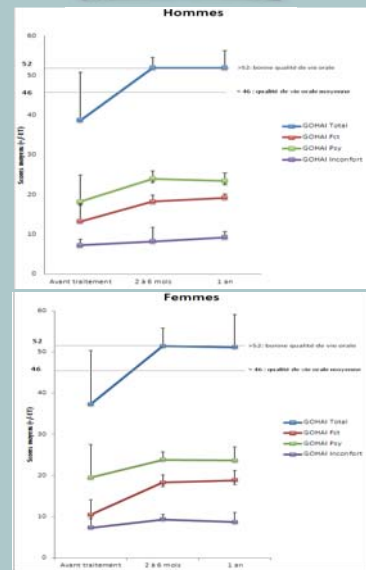 Hommes
60
52
50
46
40
30
20
10
0
Scores moyens (+/- ET)
>52: bonne qualité de vie orale
> 46 : qualité de vie orale moyenne
GOHAI Total
GOHAI Fct
GOHAI Psy
GOHAI Inconfort
Avant traitement
2 à 6 mois
1 an
Femmes
60
52
50
46
40
30
20
10
0
Scores moyens (+/ ET)
>52: bonne qualité de vie orale
> 46 : qualité de vie orale moyenne
GOHAI Total
GOHAI Fct
GOHAI Psy
GOHAI Inconfort
Avant traitement
2 à 6 mois
1 an